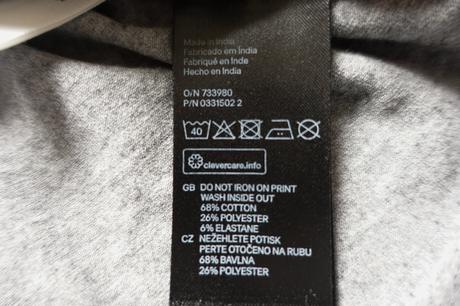 Made in India
Fabricado em Índia
Fabriqué en Inde
Hecho en India
O/N 733980
P/N 0331502 2
40
clevercare.info
GB DO NOT IRON ON PRINT
WASH INSIDE OUT
68% COTTON
26% POLYESTER
6% ELASTANE
CZ NEŽEHLETE POTISK
PERTE OTOČENO NA RUBU
68% BAVLNA
26% POLYESTER